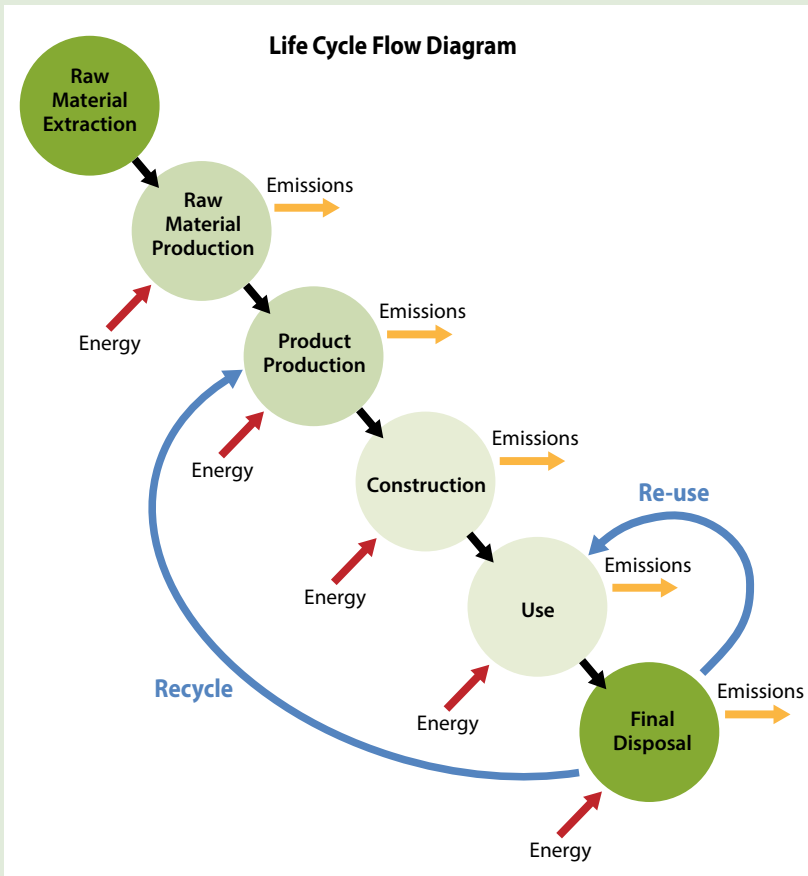 Life Cycle Flow Diagram
Raw
Material
Extraction
Raw
Material
Production
Emissions
Energy
Product
Production
Emissions
Energy
Construction
Emissions
Energy
Re-use
Use
Emissions
Energy
Recycle
Final
Disposal
Emissions
Energy